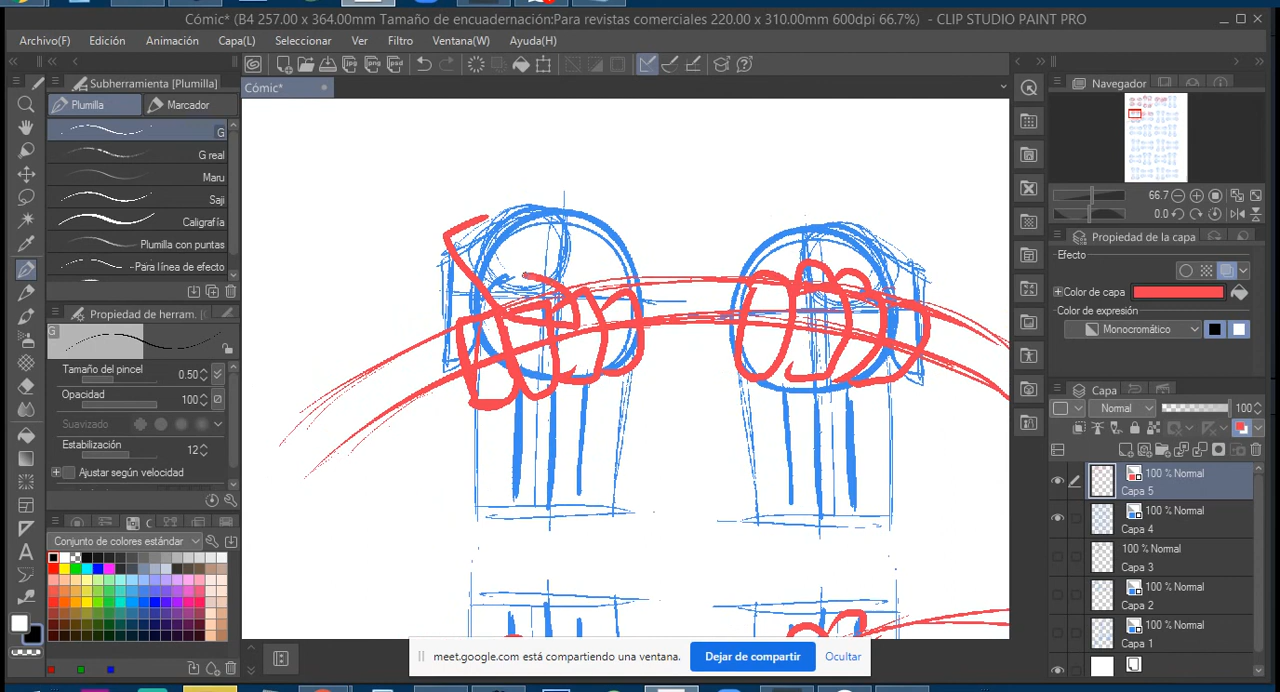 Cómic* (B4 257.00 x 364.00mm Tamaño de encuadernación:Para revistas comerciales 220.00 x 310.00mm 600dpi 66.7%) - CLIP STUDIO PAINT PRO
Archivo(F) Edición Animación Capa(L) Seleccionar Ver Filtro Ventana(W) Ayuda(H)
Subherramienta [Plumilla]
Plumilla Marcador
G
G real
Maru
Saji
Caligrafía
Plumilla con puntas
Para línea de efecto
Propiedad de herram. [
G
Tamaño del pincel 0.50
Opacidad 100
Suavizado
Estabilización 12
Ajustar según velocidad
Conjunto de colores estándar
Cómic*
meet.google.com está compartiendo una ventana. Dejar de compartir Ocultar
Navegador
66.7
0.0
Propiedad de la capa
Efecto
Color de capa
Color de expresión
Monocromático
Capa
Normal 100
100 % Normal
Capa 5
100 % Normal
Capa 4
100 % Normal
Capa 3
100 % Normal
Capa 2
100 % Normal
Capa 1